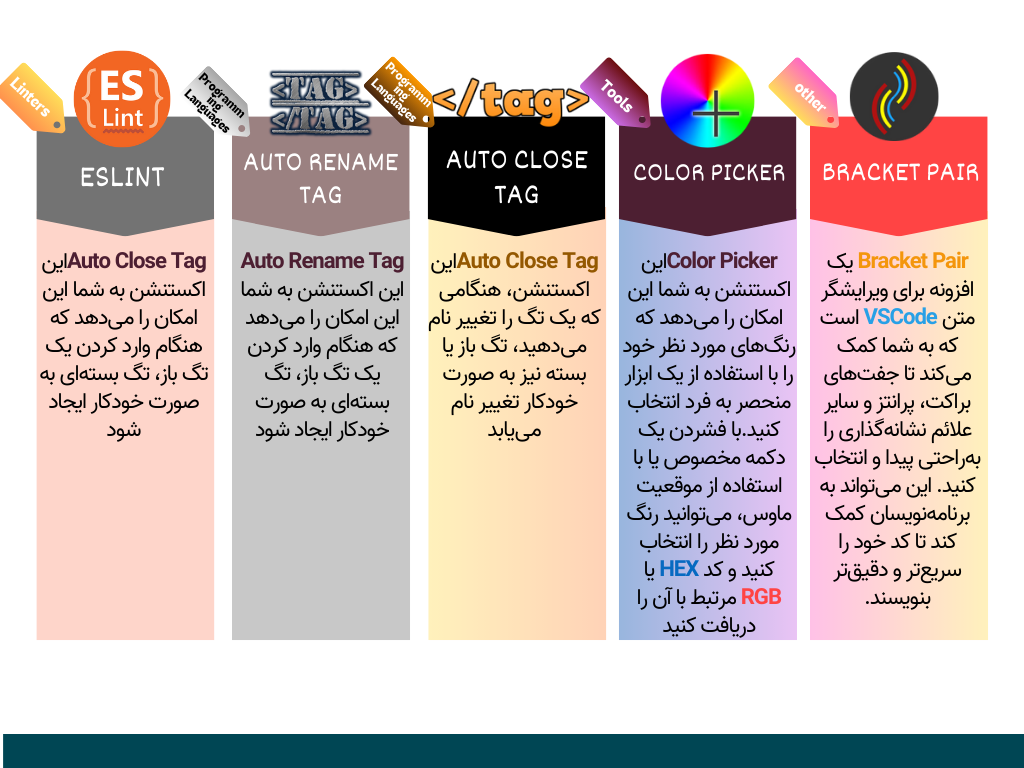 Linters
{ES}
Lint
ESLINT
Auto Close Tagاین
اکستنشن به شما این
امکان را می‌دهد که
هنگام وارد کردن یک
تگ باز، تگ بسته‌ای به
صورت خودکار ایجاد
شود
Programm
ing
Languages
<TAG>
</TAG>
AUTO RENAME
TAG
Auto Rename Tag
این اکستنشن به شما
این امکان را می‌دهد
که هنگام وارد کردن
یک تگ باز، تگ
بسته‌ای به صورت
خودکار ایجاد شود
Programm
ing
Languages
</tag>
AUTO CLOSE
TAG
Auto Close Tagاین
اکستنشن، هنگامی
که یک تگ را تغییر نام
می‌دهید، تگ باز یا
بسته نیز به صورت
خودکار تغییر نام
می‌یابد
Tools
COLOR PICKER
Color Pickerاین
اکستنشن به شما این
امکان را می‌دهد که
رنگ‌های مورد نظر خود
را با استفاده از یک ابزار
منحصر به فرد انتخاب
کنید.با فشردن یک
دکمه مخصوص یا با
استفاده از موقعیت
ماوس، می‌توانید رنگ
مورد نظر را انتخاب
کنید و کد HEX یا
RGB مرتبط با آن را
دریافت کنید
other
BRACKET PAIR
Bracket Pair یک
افزونه برای ویرایشگر
متن VSCode است
که به شما کمک
می‌کند تا جفت‌های
براکت، پرانتز و سایر
علائم نشانه‌گذاری را
به‌راحتی پیدا و انتخاب
کنید. این می‌تواند به
برنامه‌نویسان کمک
کند تا کد خود را
سریع‌تر و دقیق‌تر
بنویسند.